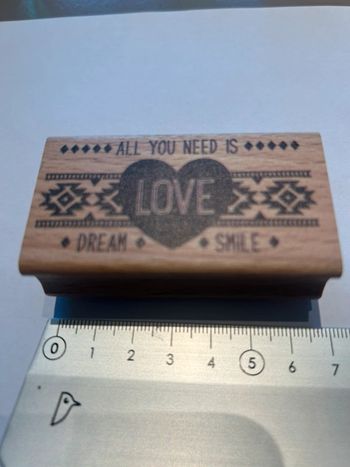 ALL YOU NEED IS
LOVE
DREAM SMILE
0 1 2 3 4 5 6 7